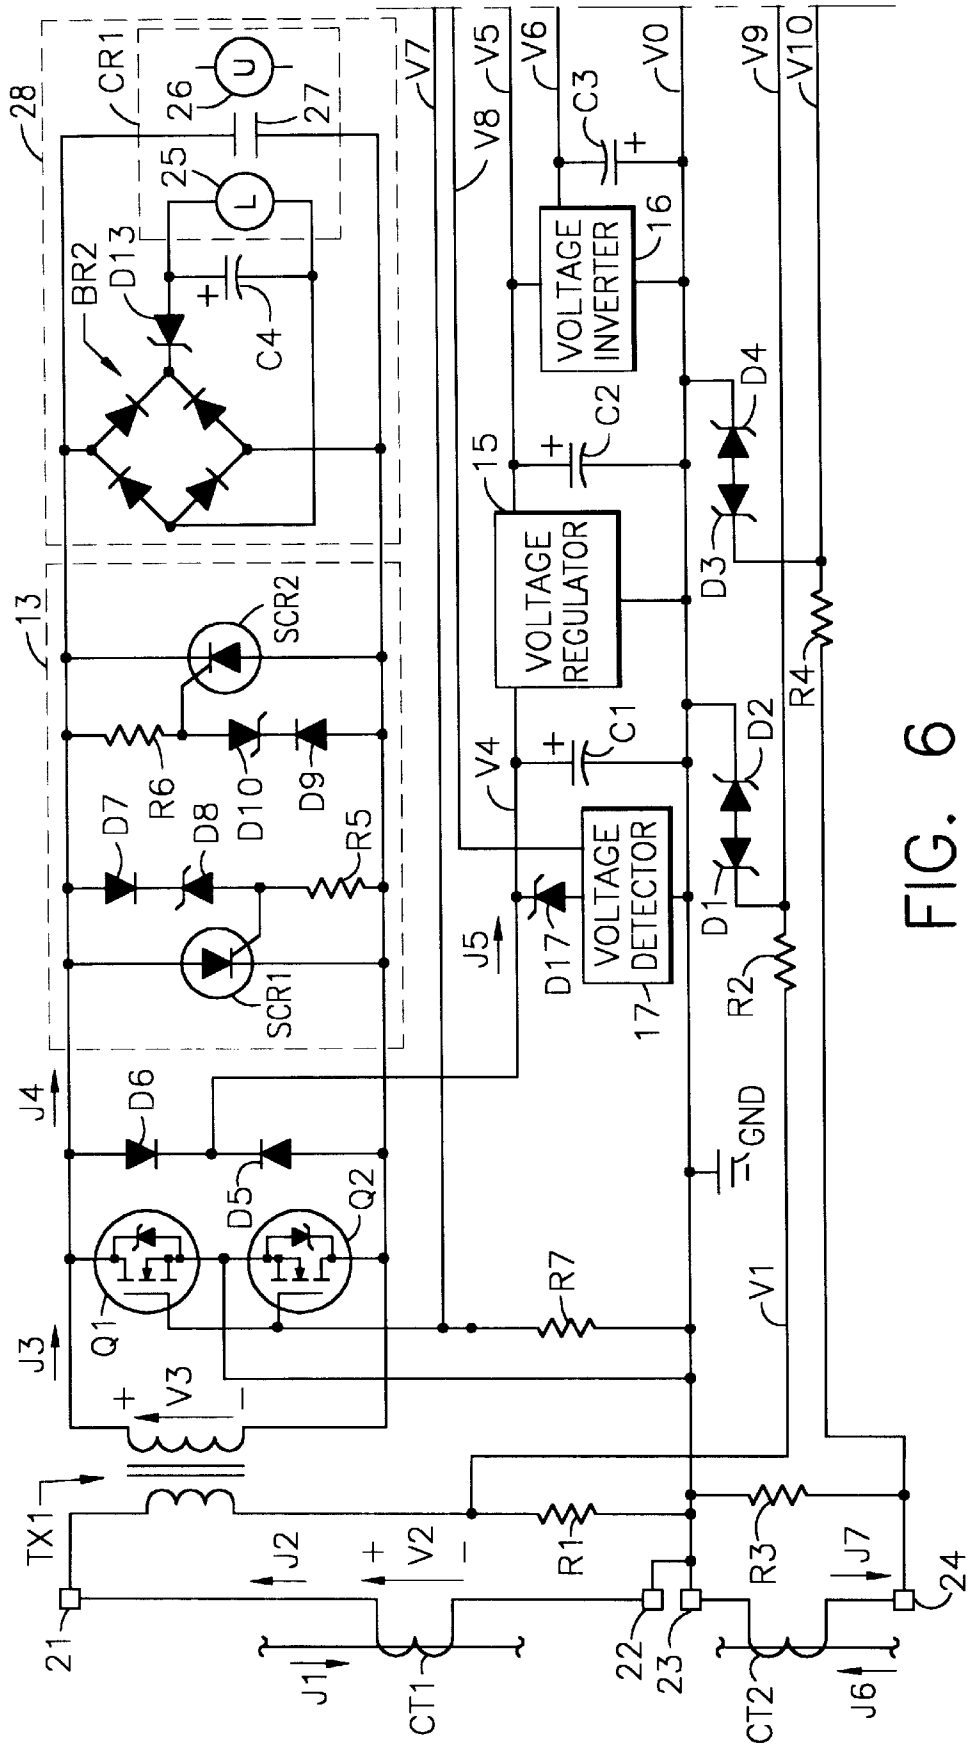 28
CR1
26
U
27
25
L
BR2
D13
+
C4
13
SCR2
R6
D10
D9
D7
D8
R5
SCR1
J4
D6
D5
Q2
Q1
J3
+
V3
−
TX1
J2
+
V2
−
21
J1
CT1
22
23
CT2
J6
J7
24
R1
R3
R7
V1
GND
V7
V8
V5
V6
V0
V9
V10
C3
+
VOLTAGE
INVERTER
16
+
C2
15
VOLTAGE
REGULATOR
V4
+
C1
J5
D17
VOLTAGE
DETECTOR
17
D3
D4
R4
D1
D2
R2
FIG. 6